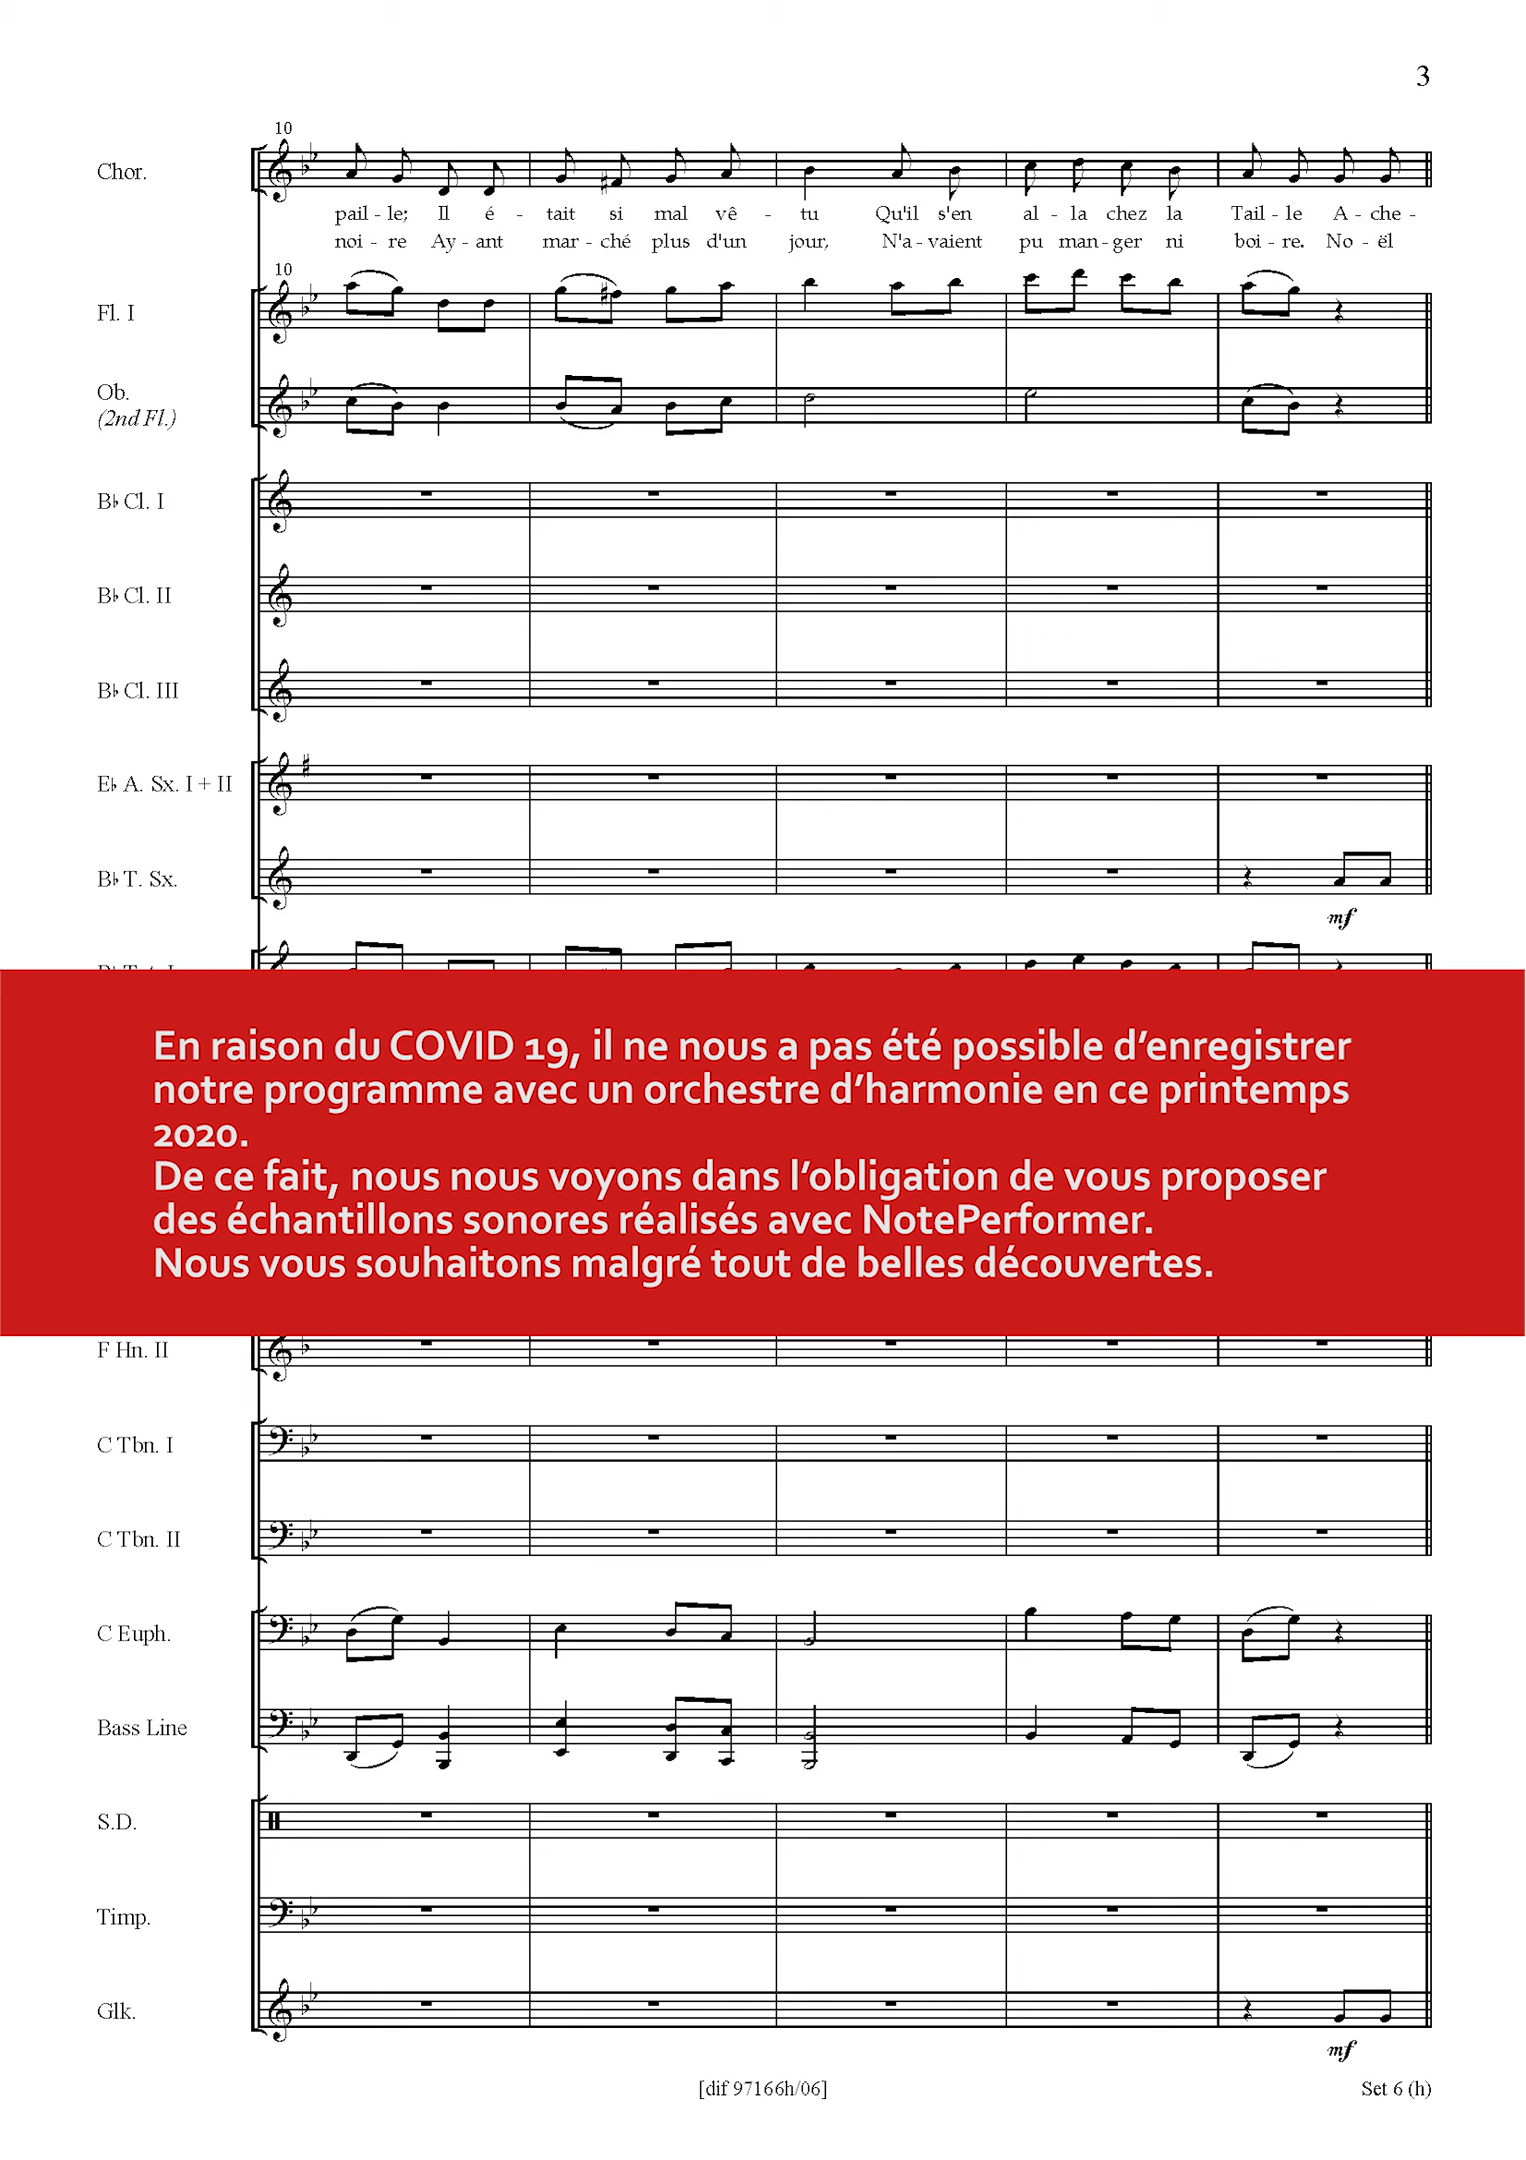 3
10
Chor.
pail - le; Il é - tait si mal vê - tu Qu'il s'en al - la chez la Tail - le A - che -
noi - re Ay - ant mar - ché plus d'un jour, N'a - vaient pu man - ger ni boi - re. No - ël
10
Fl. I
Ob.
(2nd Fl.)
B♭ Cl. I
B♭ Cl. II
B♭ Cl. III
E♭ A. Sx. I + II
B♭ T. Sx.
mf
En raison du COVID 19, il ne nous a pas été possible d’enregistrer
notre programme avec un orchestre d’harmonie en ce printemps
2020.
De ce fait, nous nous voyons dans l’obligation de vous proposer
des échantillons sonores réalisés avec NotePerformer.
Nous vous souhaitons malgré tout de belles découvertes.
F Hn. II
C Tbn. I
C Tbn. II
C Euph.
Bass Line
S.D.
Timp.
Glk.
mf
[dif 97166h/06]
Set 6 (h)